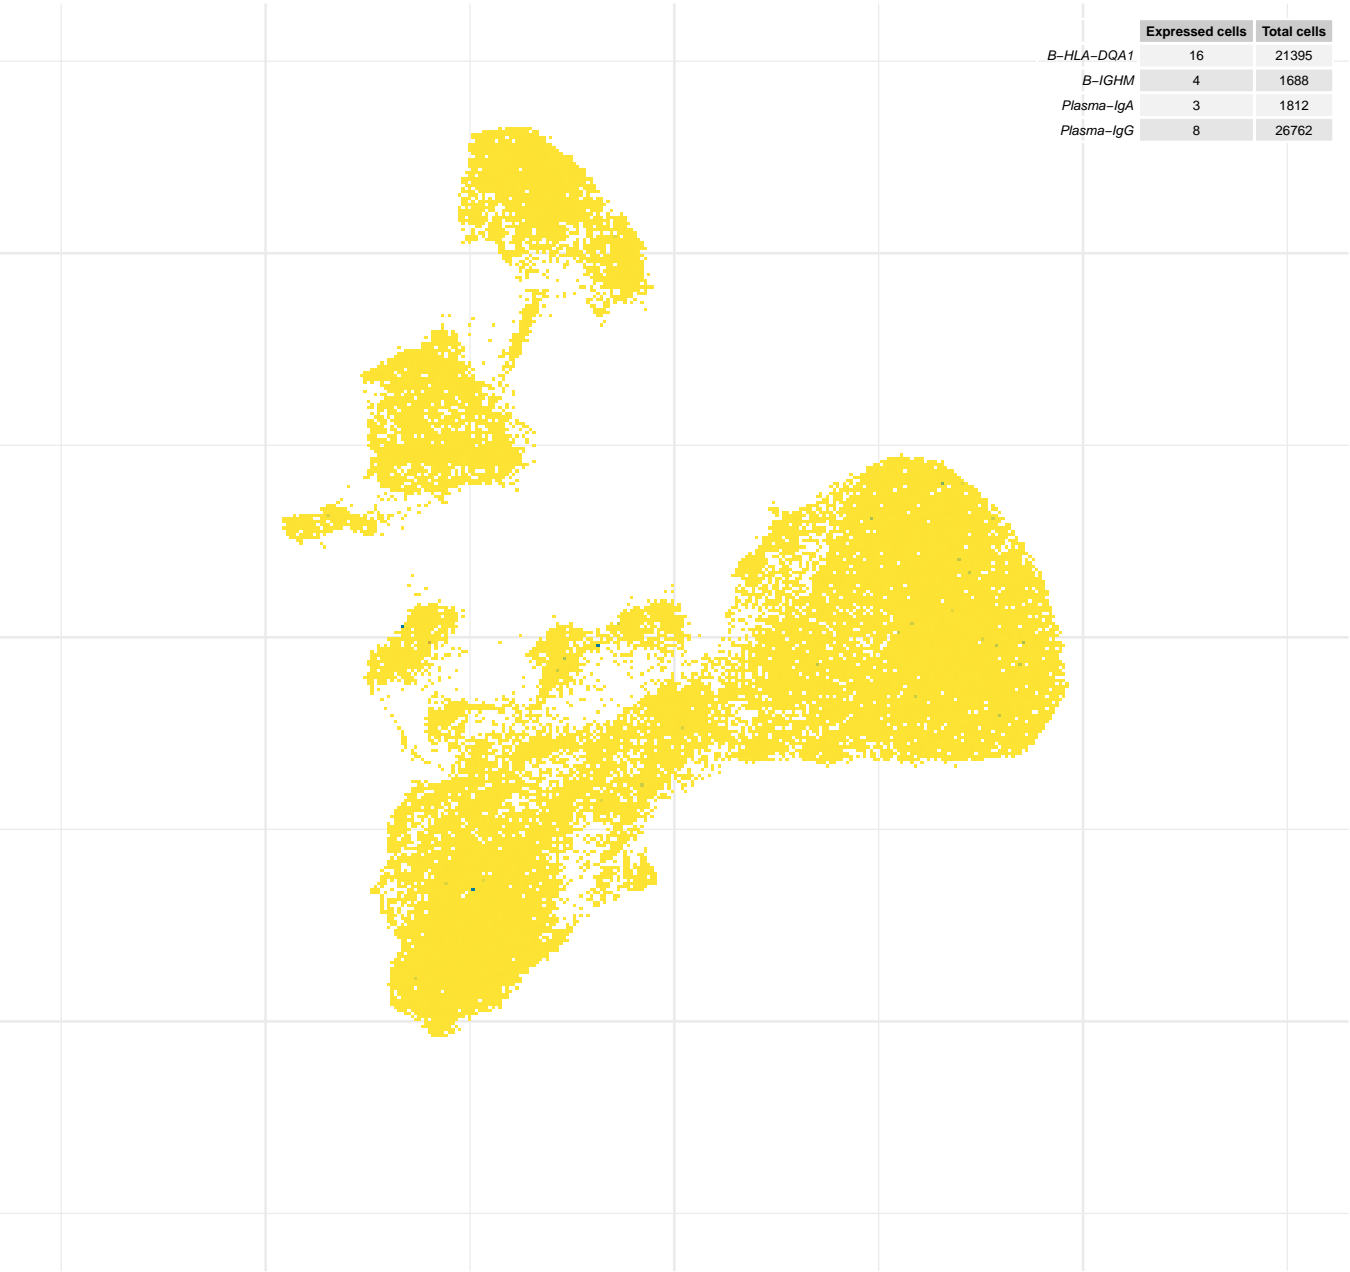 Expressed cells Total cells
B−HLA−DQA1 16 21395
B−IGHM 4 1688
Plasma−IgA 3 1812
Plasma−IgG 8 26762